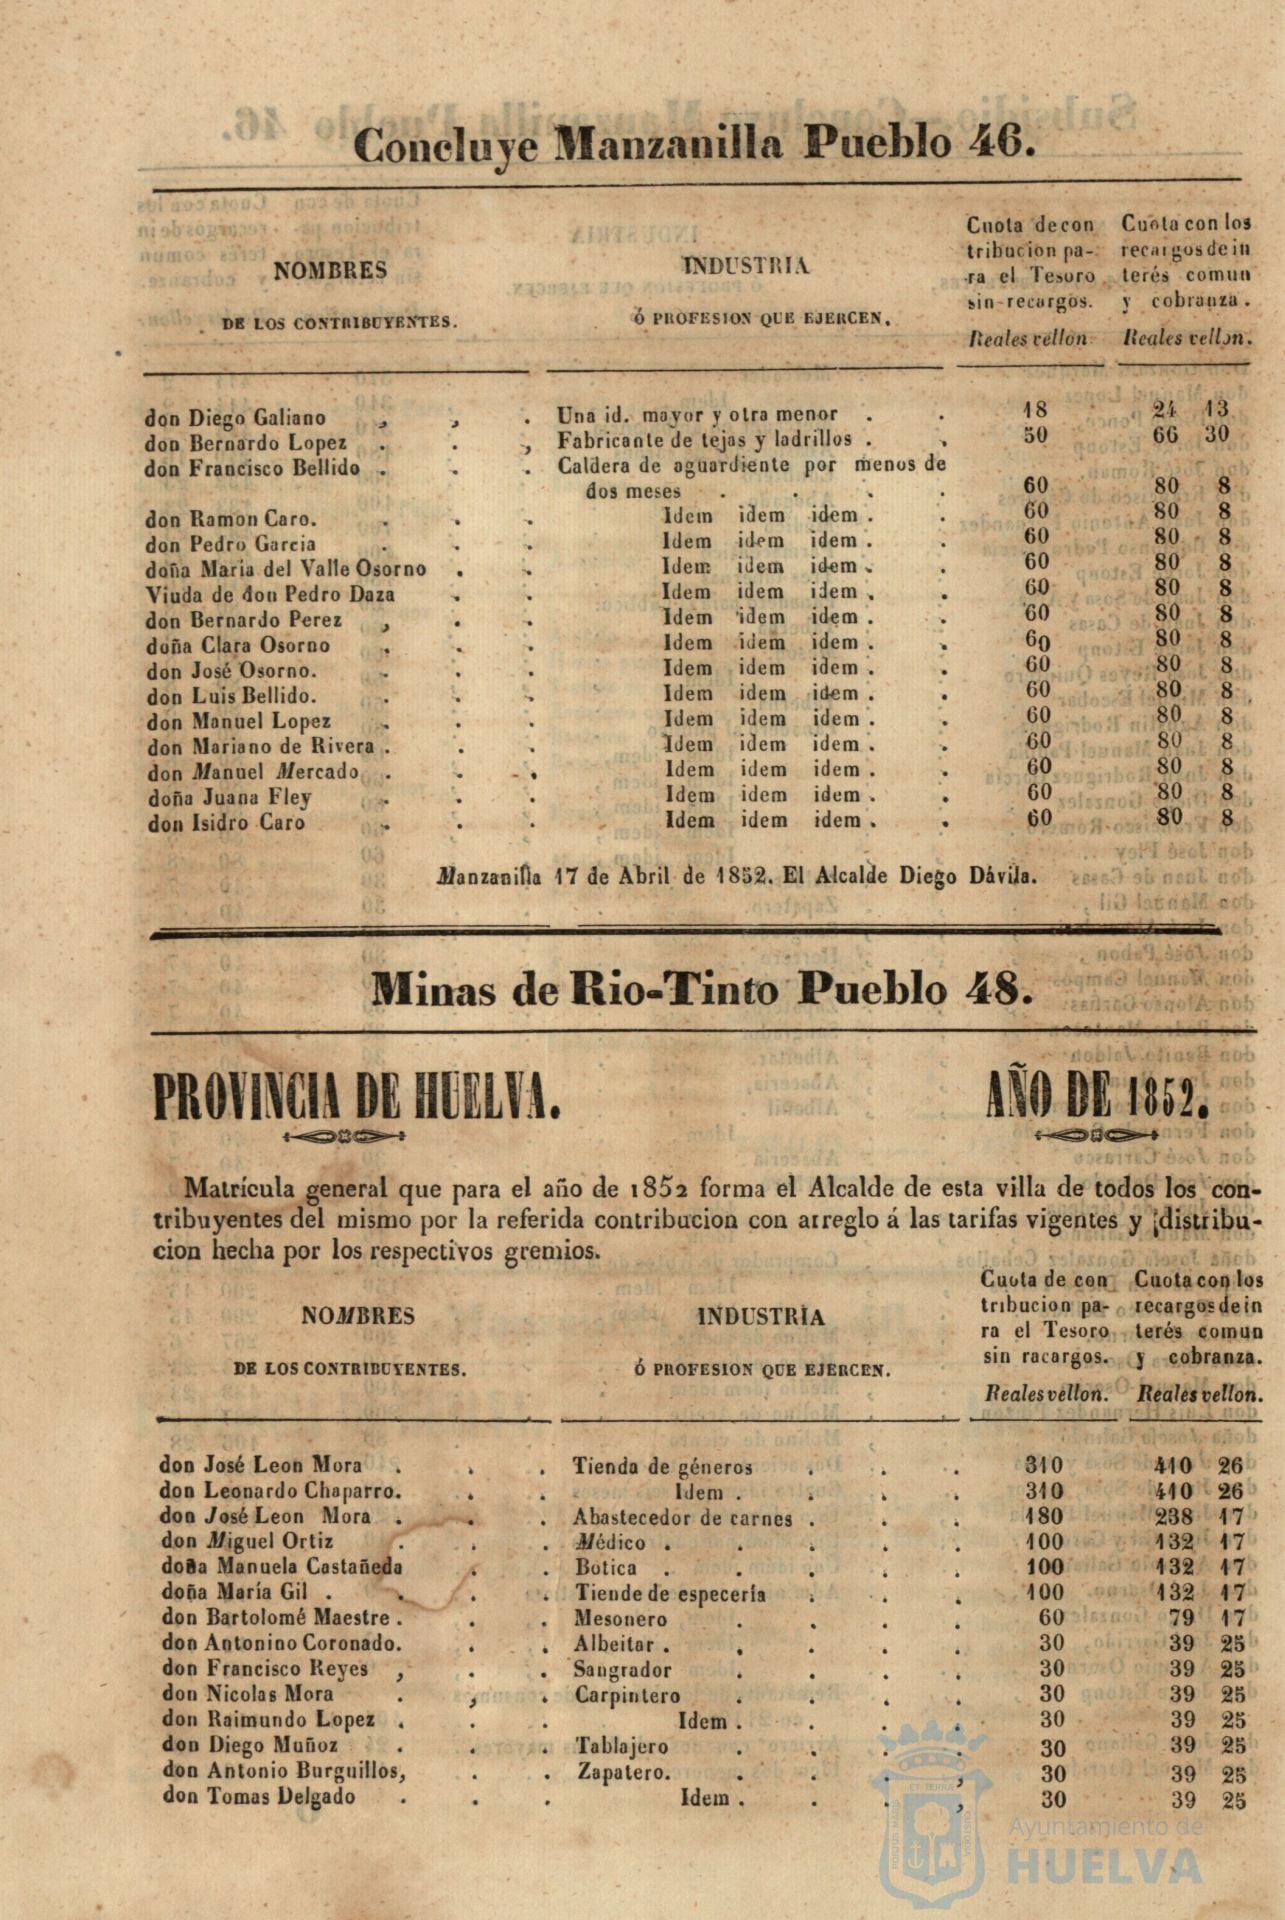 Concluye Manzanilla Pueblo 46.
NOMBRES
DE LOS CONTRIBUYENTES.
INDUSTRIA
Ó PROFESION QUE EJERCEN.
Cuota de con
tribucion pa-
ra el Tesoro
sin recargos.
Reales vellon.
Cuota con los
recargos de in
terés comun
y cobranza.
Reales vellon.
don Diego Galiano , , . Una id. mayor y otra menor . . 18 24 13
don Bernardo Lopez . . , Fabricante de tejas y ladrillos . . 50 66 30
don Francisco Bellido . . . Caldera de aguardiente por menos de
dos meses . . . . 60 80 8
don Ramon Caro. . . . Idem idem idem . . 60 80 8
don Pedro Garcia . . . Idem idem idem . . 60 80 8
doña María del Valle Osorno . . Idem idem idem . . 60 80 8
Viuda de don Pedro Daza . . Idem idem idem . . 60 80 8
don Bernardo Perez , . . Idem idem idem . . 60 80 8
doña Clara Osorno . . . Idem idem idem . . 60 80 8
don José Osorno. . . . Idem idem idem . . 60 80 8
don Luis Bellido. . . . Idem idem idem . . 60 80 8
don Manuel Lopez . . . Idem idem idem . . 60 80 8
don Mariano de Rivera . . . Idem idem idem . . 60 80 8
don Manuel Mercado . . . Idem idem idem . . 60 80 8
doña Juana Fley . . . Idem idem idem . . 60 80 8
don Isidro Caro . . . Idem idem idem . . 60 80 8
Manzanilla 17 de Abril de 1852. El Alcalde Diego Dávila.
Minas de Rio-Tinto Pueblo 48.
PROVINCIA DE HUELVA. AÑO DE 1852.
Matrícula general que para el año de 1852 forma el Alcalde de esta villa de todos los con-
tribuyentes del mismo por la referida contribucion con arreglo á las tarifas vigentes y ¡distribu-
cion hecha por los respectivos gremios.
NOMBRES
DE LOS CONTRIBUYENTES.
INDUSTRIA
Ó PROFESION QUE EJERCEN.
Cuota de con
tribucion pa-
ra el Tesoro
sin racargos.
Reales vellon.
Cuota con los
recargos de in
terés comun
y cobranza.
Reales vellon.
don José Leon Mora . . . Tienda de géneros . . . 310 410 26
don Leonardo Chaparro. . . Idem . . . . 310 410 26
don José Leon Mora . . . Abastecedor de carnes . . . 180 238 17
don Miguel Ortiz . . . Médico . . . . . 100 132 17
doña Manuela Castañeda . . Botica . . . . . 100 132 17
doña María Gil . . . . Tiende de especería . . . 100 132 17
don Bartolomé Maestre . . . Mesonero . . . . 60 79 17
don Antonino Coronado. . . Albeitar . . . . . 30 39 25
don Francisco Reyes , . . Sangrador . . . . 30 39 25
don Nicolas Mora . , . Carpintero . . . . 30 39 25
don Raimundo Lopez . . . Idem . . . . 30 39 25
don Diego Muñoz . . . Tablajero . . . . 30 39 25
don Antonio Burguillos, . . Zapatero. . . . , 30 39 25
don Tomas Delgado . . . Idem . . . , 30 39 25
Ayuntamiento de
HUELVA